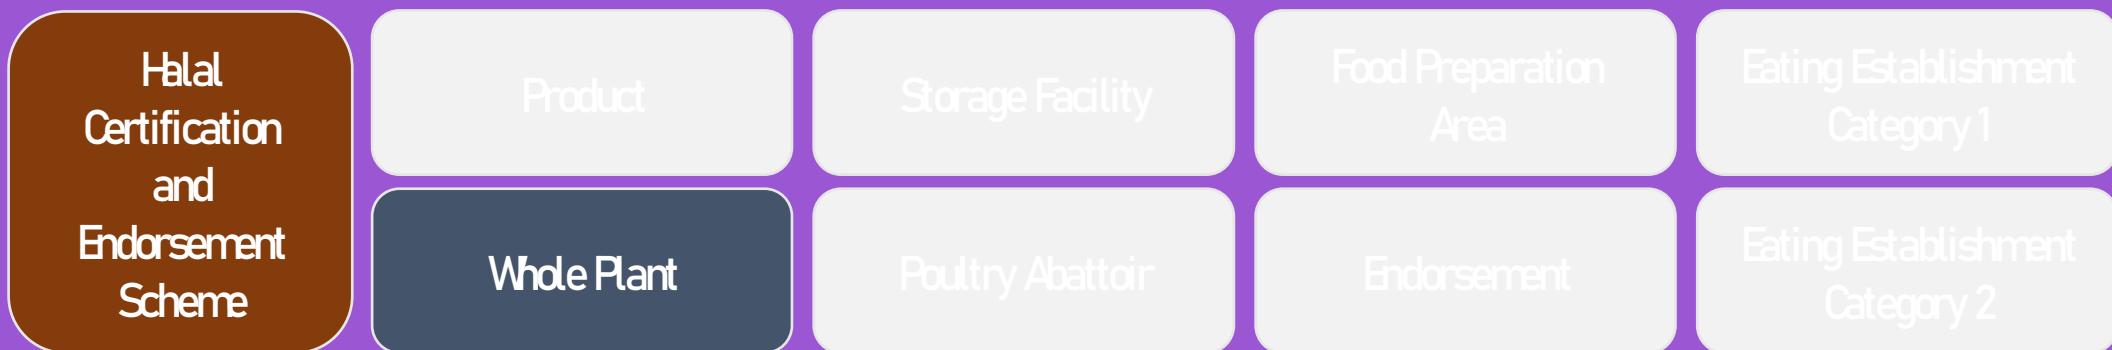 Halal
Certification
and
Endorsement
Scheme
Product
Storage Facility
Food Preparation
Area
Eating Establishment
Category 1
Whole Plant
Poultry Abattoir
Endorsement
Eating Establishment
Category 2